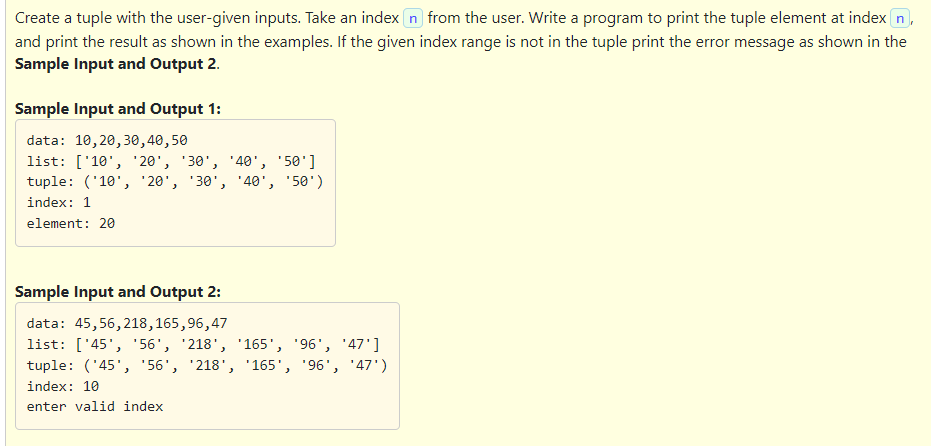 Create a tuple with the user-given inputs. Take an index n from the user. Write a program to print the tuple element at index n,
and print the result as shown in the examples. If the given index range is not in the tuple print the error message as shown in the
Sample Input and Output 2.
Sample Input and Output 1:
data: 10,20,30,40,50
list: ['10', '20', '30', '40', '50']
tuple: ('10', '20', '30', '40', '50')
index: 1
element: 20
Sample Input and Output 2:
data: 45,56,218,165,96,47
list: ['45', '56', '218', '165', '96', '47']
tuple: ('45', '56', '218', '165', '96', '47')
index: 10
enter valid index